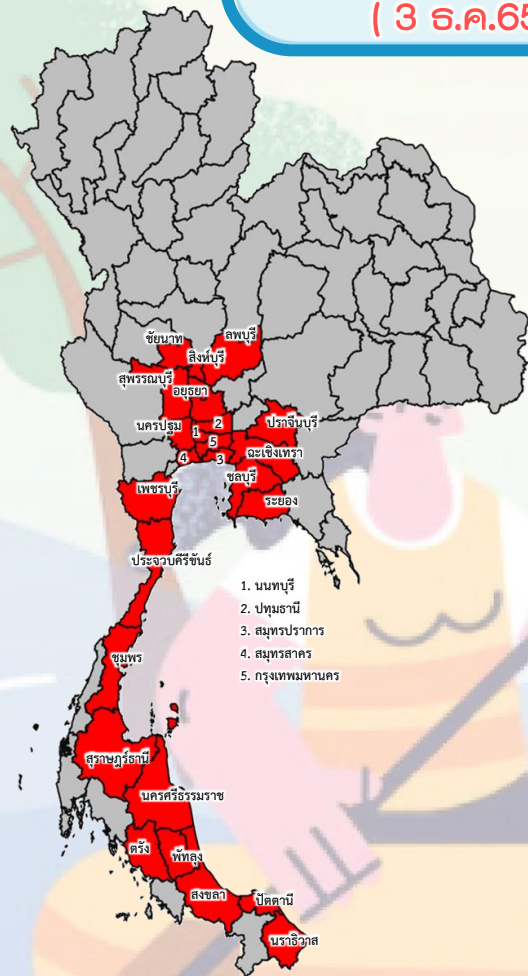 ( 3 ธ.ค.65
ชัยนาท
ลพบุรี
สิงห์บุรี
สุพรรณบุรี
อยุธยา
นครปฐม
1
2
ปราจีนบุรี
5
4
3
ฉะเชิงเทรา
ชลบุรี
เพชรบุรี
ระยอง
ประจวบคีรีขันธ์
1. นนทบุรี
2. ปทุมธานี
3. สมุทรปราการ
4. สมุทรสาคร
5. กรุงเทพมหานคร
ชุมพร
สุราษฎร์ธานี
นครศรีธรรมราช
ตรัง
พัทลุง
สงขลา
ปัตตานี
นราธิวาส